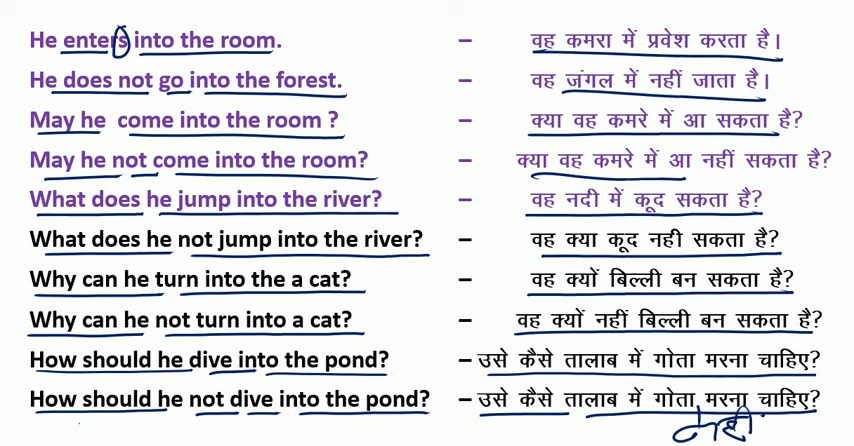 He enters into the room. – वह कमरा में प्रवेश करता है।
He does not go into the forest. – वह जंगल में नहीं जाता है।
May he come into the room ? – क्या वह कमरे में आ सकता है?
May he not come into the room? – क्या वह कमरे में आ नहीं सकता है?
What does he jump into the river? – वह नदी में कूद सकता है?
What does he not jump into the river? – वह क्या कूद नही सकता है?
Why can he turn into the a cat? – वह क्यों बिल्ली बन सकता है?
Why can he not turn into a cat? – वह क्यों नहीं बिल्ली बन सकता है?
How should he dive into the pond? – उसे कैसे तालाब में गोता मरना चाहिए?
How should he not dive into the pond? – उसे कैसे तालाब में गोता मरना चाहिए?
नही